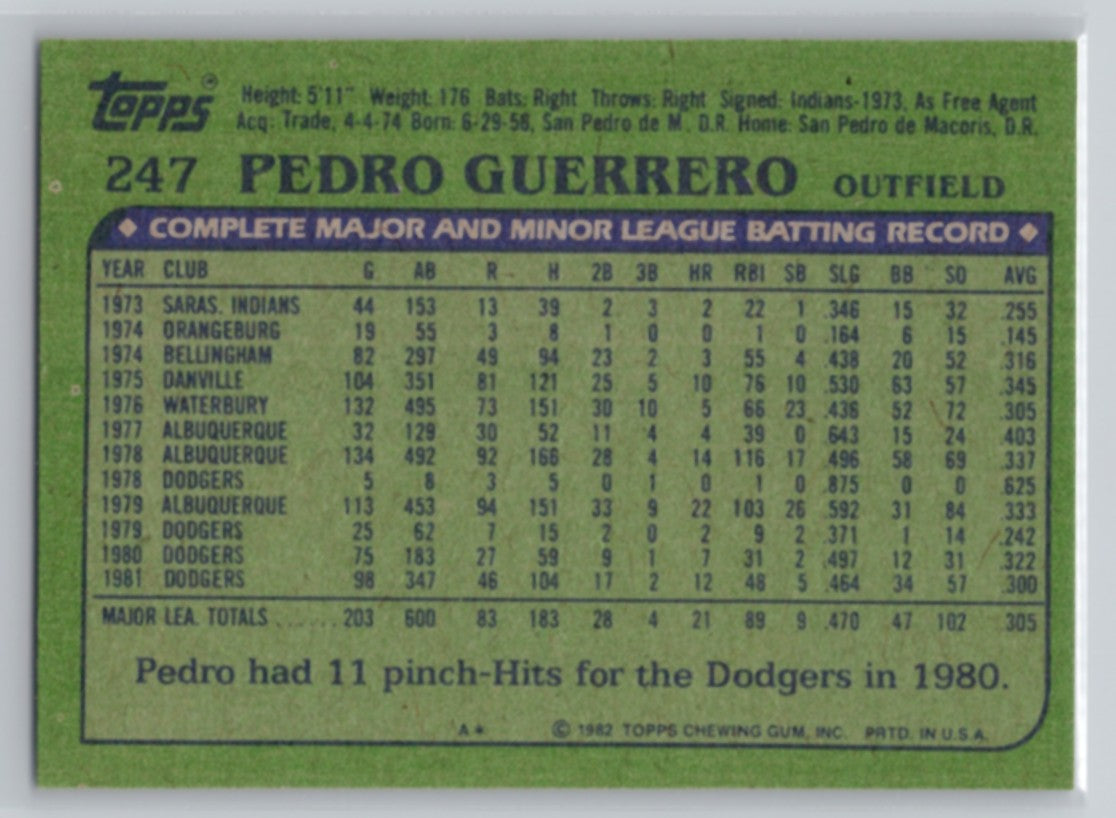 Topps® Height: 5'11" Weight: 176 Bats: Right Throws: Right Signed: Indians-1973, As Free Agent
Acq: Trade, 4-4-74 Born: 6-29-56, San Pedro de M., D.R. Home: San Pedro de Macoris, D.R.
247 PEDRO GUERRERO OUTFIELD
◆ COMPLETE MAJOR AND MINOR LEAGUE BATTING RECORD ◆
YEAR CLUB G AB R H 2B 3B HR RBI SB SLG BB SO AVG
1973 SARAS. INDIANS 44 153 13 39 2 3 2 22 1 .346 15 32 .255
1974 ORANGEBURG 19 55 3 8 1 0 0 1 0 .164 6 15 .145
1974 BELLINGHAM 82 297 49 94 23 2 3 55 4 .438 20 52 .316
1975 DANVILLE 104 351 81 121 25 5 10 76 10 .530 63 57 .345
1976 WATERBURY 132 495 73 151 30 10 5 66 23 .436 52 72 .305
1977 ALBUQUERQUE 32 129 30 52 11 4 4 39 0 .643 15 24 .403
1978 ALBUQUERQUE 134 492 92 166 28 4 14 116 17 .496 58 69 .337
1978 DODGERS 5 8 3 5 0 1 0 1 0 .875 0 0 .625
1979 ALBUQUERQUE 113 453 94 151 33 9 22 103 26 .592 31 84 .333
1979 DODGERS 25 62 7 15 2 0 2 9 2 .371 1 14 .242
1980 DODGERS 75 183 27 59 9 1 7 31 2 .497 12 31 .322
1981 DODGERS 98 347 46 104 17 2 12 48 5 .464 34 57 .300
MAJOR LEA. TOTALS ...... 203 600 83 183 28 4 21 89 9 .470 47 102 .305
Pedro had 11 pinch-Hits for the Dodgers in 1980.
A* © 1982 TOPPS CHEWING GUM, INC. PRTD. IN U.S.A.